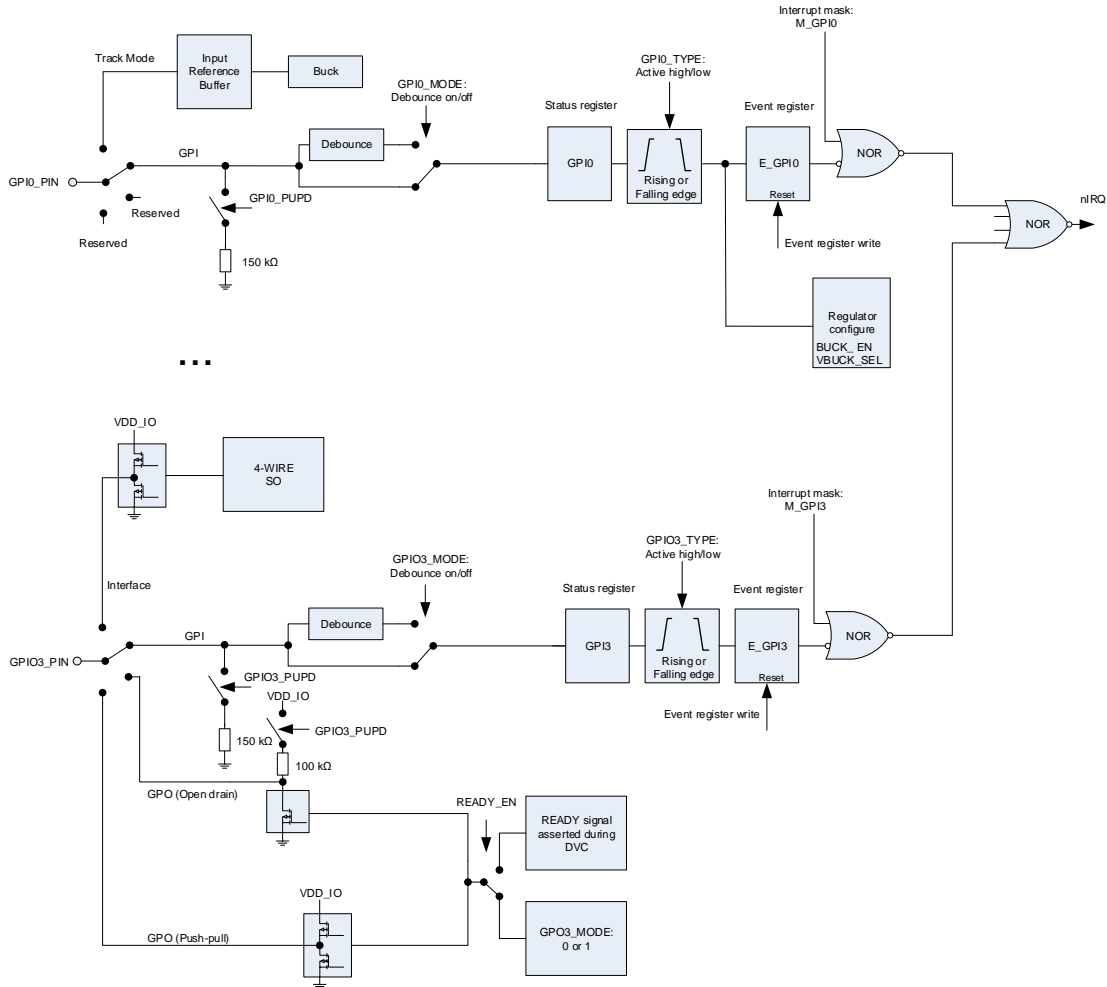 Interrupt mask:
M_GPI0
Track Mode
Input
Reference
Buffer
Buck
GPI0_TYPE:
Active high/low
GPI0_MODE:
Debounce on/off
Status register
Event register
Debounce
GPI
GPI0
Rising or
Falling edge
E_GPI0
Reset
NOR
GPI0_PIN
GPI0_PUPD
Reserved
Reserved
150 kΩ
Event register write
NOR
nIRQ
Regulator
configure
BUCK_EN
VBUCK_SEL
...
VDD_IO
4-WIRE
SO
Interrupt mask:
M_GPI3
GPIO3_TYPE:
Active high/low
GPIO3_MODE:
Debounce on/off
Interface
Status register
Event register
Debounce
GPI
GPI3
Rising or
Falling edge
E_GPI3
Reset
NOR
GPIO3_PIN
GPIO3_PUPD
VDD_IO
GPIO3_PUPD
150 kΩ
100 kΩ
Event register write
GPO (Open drain)
READY_EN
READY signal
asserted during
DVC
VDD_IO
GPO (Push-pull)
GPO3_MODE:
0 or 1